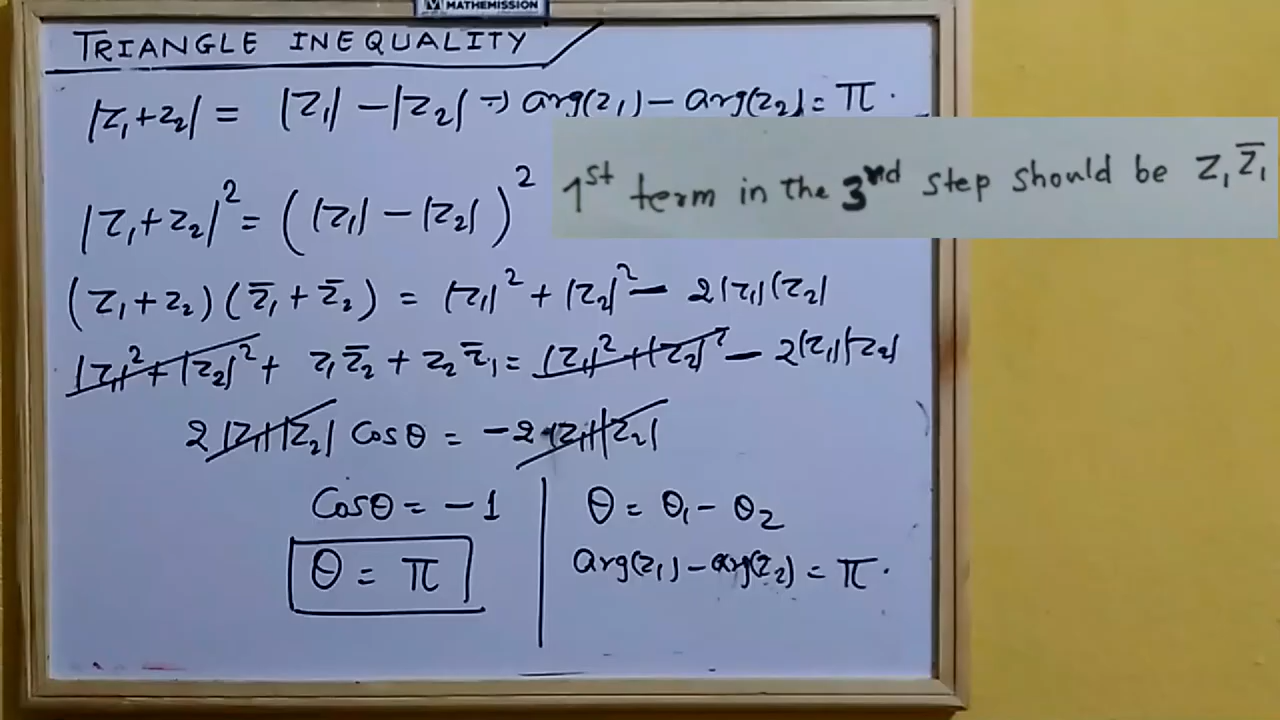 MATHEMISSION
TRIANGLE INEQUALITY
|z₁+z₂| = |z₁| - |z₂| → arg(z₁) - arg(z₂) = π.
1st term in the 3rd step should be z₁z̄₁
|z₁+z₂|² = (|z₁| - |z₂|)²
(z₁+z₂)(z̄₁+z̄₂) = |z₁|² + |z₂|² - 2|z₁||z₂|
|z₁|²+|z₂|² + z₁z̄₂ + z₂z̄₁ = |z₁|²+|z₂|² - 2|z₁||z₂|
2|z₁||z₂| Cosθ = -2|z₁||z₂|
Cosθ = -1
θ = π
θ = θ₁ - θ₂
arg(z₁) - arg(z₂) = π.